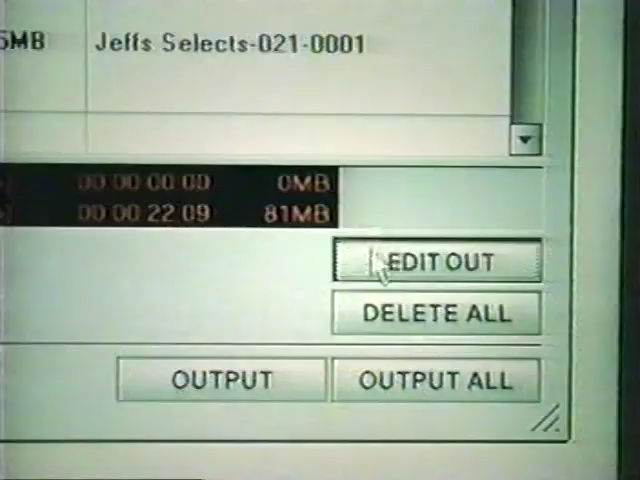 5MB Jeffs Selects-021-0001
00 00 00 00 0MB
00 00 22 09 81MB
EDIT OUT
DELETE ALL
OUTPUT OUTPUT ALL